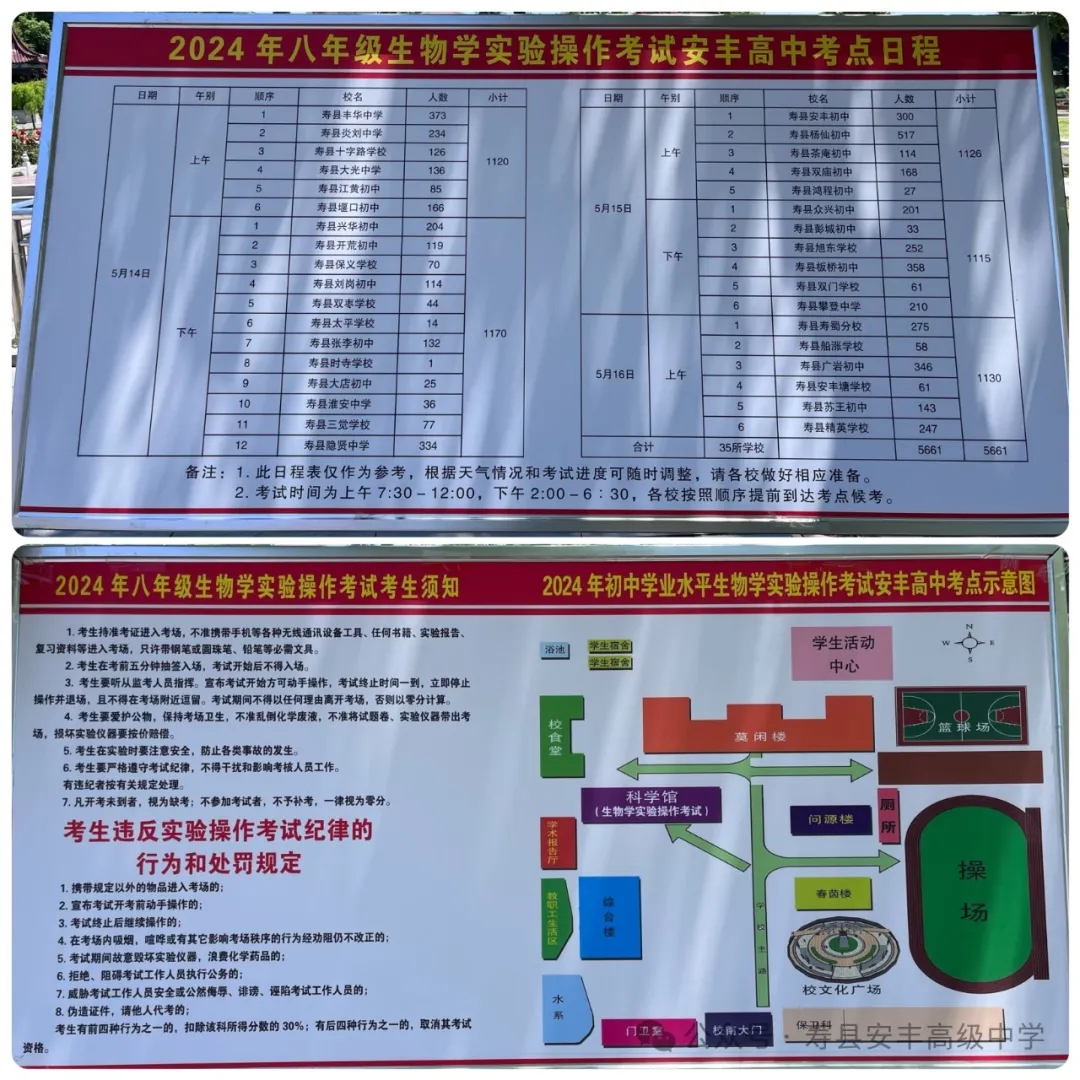 2024年八年级生物学实验操作考试安丰高中考点日程
日期 午别 顺序 校名 人数 小计
5月14日 上午 1 寿县丰华中学 373 1120
2 寿县炎刘中学 234
3 寿县十字路学校 126
4 寿县大光中学 136
5 寿县江黄初中 85
6 寿县堰口初中 166
下午 1 寿县兴华初中 204 1170
2 寿县开荒初中 119
3 寿县保义学校 70
4 寿县刘岗初中 114
5 寿县双枣学校 44
6 寿县太平学校 14
7 寿县张李初中 132
8 寿县时寺学校 1
9 寿县大店初中 25
10 寿县淮安中学 36
11 寿县三觉学校 77
12 寿县隐贤中学 334
日期 午别 顺序 校名 人数 小计
5月15日 上午 1 寿县安丰初中 300 1126
2 寿县杨仙初中 517
3 寿县茶庵初中 114
4 寿县双庙初中 168
5 寿县鸿程初中 27
下午 1 寿县众兴初中 201 1115
2 寿县彭城初中 33
3 寿县旭东学校 252
4 寿县板桥初中 358
5 寿县双门学校 61
6 寿县攀登中学 210
5月16日 上午 1 寿县寿蜀分校 275 1130
2 寿县船涨学校 58
3 寿县广岩初中 346
4 寿县安丰塘学校 61
5 寿县苏王初中 143
6 寿县精英学校 247
合计 35所学校 5661 5661
备注：1. 此日程表仅作为参考，根据天气情况和考试进度可随时调整，请各校做好相应准备。
2. 考试时间为上午7:30-12:00，下午2:00-6：30，各校按照顺序提前到达考点候考。
2024年八年级生物学实验操作考试考生须知
1. 考生持准考证进入考场，不准携带手机等各种无线通讯设备工具、任何书籍、实验报告、
复习资料等进入考场，只许带钢笔或圆珠笔、铅笔等必需文具。
2. 考生在考前五分钟抽签入场，考试开始后不得入场。
3. 考生要听从监考人员指挥。宣布考试开始方可动手操作，考试终止时间一到，立即停止
操作并退场，且不得在考场附近逗留。考试期间不得以任何理由离开考场，否则以零分计算。
4. 考生要爱护公物，保持考场卫生，不准乱倒化学废液，不准将试题卷、实验仪器带出考
场，损坏实验仪器要按价赔偿。
5. 考生在实验时要注意安全，防止各类事故的发生。
6. 考生要严格遵守考试纪律，不得干扰和影响考核人员工作。
有违纪者按有关规定处理。
7. 凡开考未到者，视为缺考；不参加考试者，不予补考，一律视为零分。
考生违反实验操作考试纪律的
行为和处罚规定
1. 携带规定以外的物品进入考场的；
2. 宣布考试开考前动手操作的；
3. 考试终止后继续操作的；
4. 在考场内吸烟，喧哗或有其它影响考场秩序的行为经劝阻仍不改正的；
5. 考试期间故意毁坏实验仪器，浪费化学药品的；
6. 拒绝、阻碍考试工作人员执行公务的；
7. 威胁考试工作人员安全或公然侮辱、诽谤、诬陷考试工作人员的；
8. 伪造证件，请他人代考的；
考生有前四种行为之一的，扣除该科所得分数的30%；有后四种行为之一的，取消其考试
资格。
2024年初中学业水平生物学实验操作考试安丰高中考点示意图
浴池
学生宿舍
学生宿舍
学生活动
中心
N
W E
S
校食堂
莫闲楼
篮球场
科学馆
（生物学实验操作考试）
问源楼
厕所
学术报告厅
教职工生活区
综合楼
春茵楼
操场
学校主路
校文化广场
水系
门卫室
校南大门
保卫科
公众号·寿县安丰高级中学